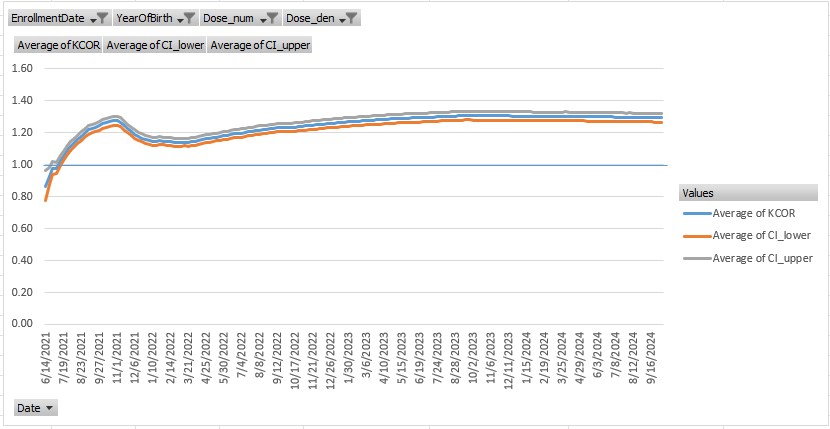 EnrollmentDate YearOfBirth Dose_num Dose_den
Average of KCOR Average of CI_lower Average of CI_upper
1.60
1.40
1.20
1.00
0.80
0.60
0.40
0.20
0.00
6/14/2021 7/19/2021 8/23/2021 9/27/2021 11/1/2021 12/6/2021 1/10/2022 2/14/2022 3/21/2022 4/25/2022 5/30/2022 7/4/2022 8/8/2022 9/12/2022 10/17/2022 11/21/2022 12/26/2022 1/30/2023 3/6/2023 4/10/2023 5/15/2023 6/19/2023 7/24/2023 8/28/2023 10/2/2023 11/6/2023 12/11/2023 1/15/2024 2/19/2024 3/25/2024 4/29/2024 6/3/2024 7/8/2024 8/12/2024 9/16/2024
Values
Average of KCOR
Average of CI_lower
Average of CI_upper
Date